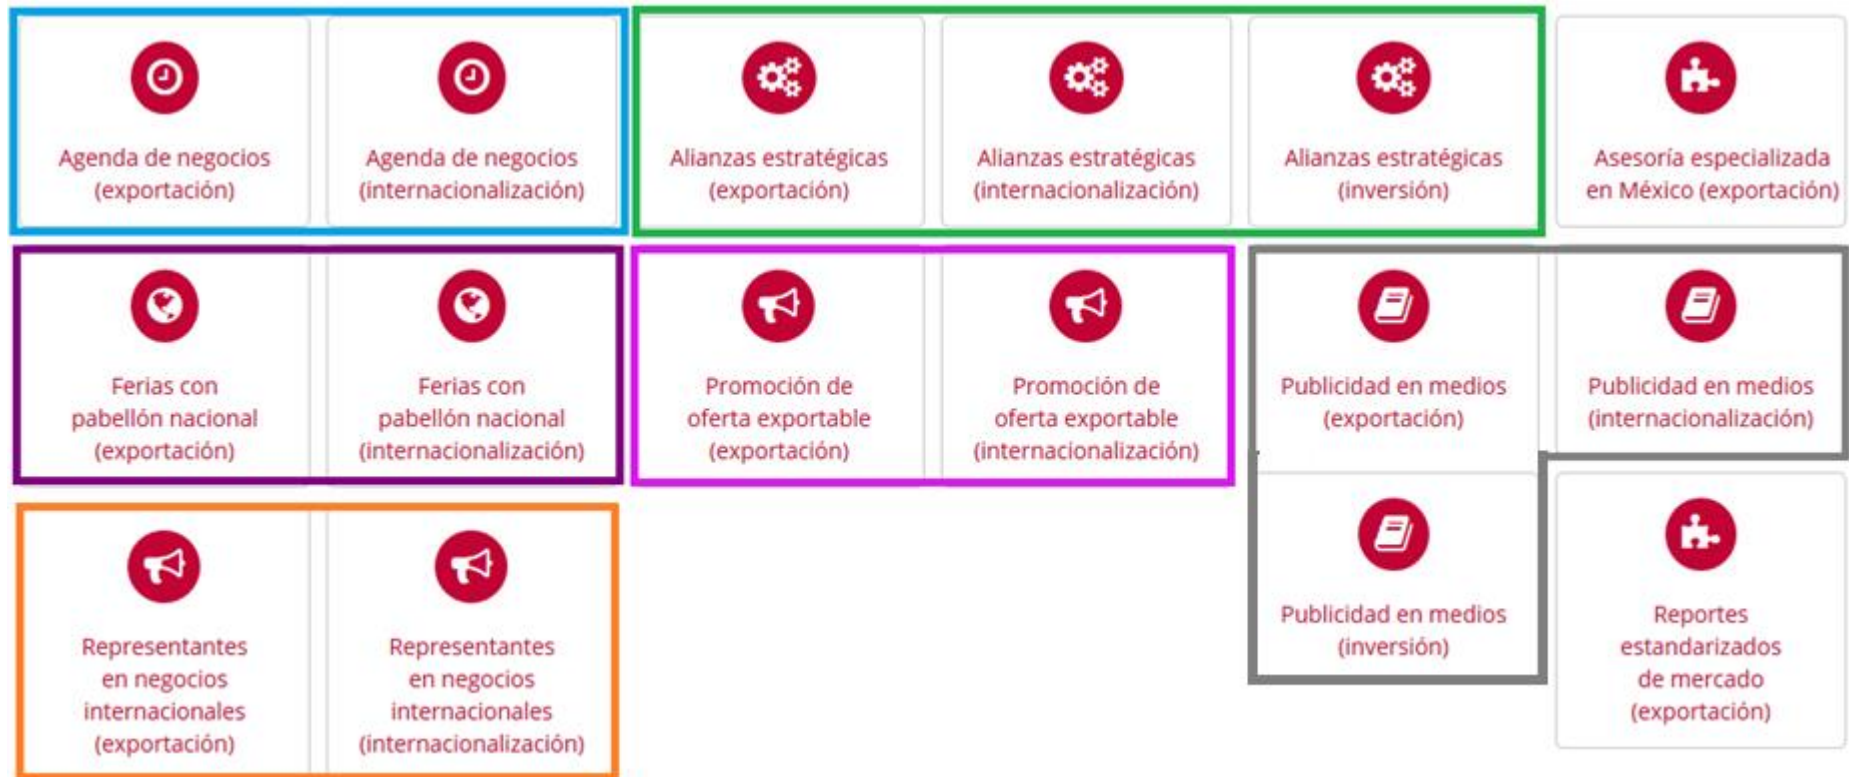 Agenda de negocios
(exportación)
Agenda de negocios
(internacionalización)
Alianzas estratégicas
(exportación)
Alianzas estratégicas
(internacionalización)
Alianzas estratégicas
(inversión)
Asesoría especializada
en México (exportación)
Ferias con
pabellón nacional
(exportación)
Ferias con
pabellón nacional
(internacionalización)
Promoción de
oferta exportable
(exportación)
Promoción de
oferta exportable
(internacionalización)
Publicidad en medios
(exportación)
Publicidad en medios
(internacionalización)
Representantes
en negocios
internacionales
(exportación)
Representantes
en negocios
internacionales
(internacionalización)
Publicidad en medios
(inversión)
Reportes
estandarizados
de mercado
(exportación)